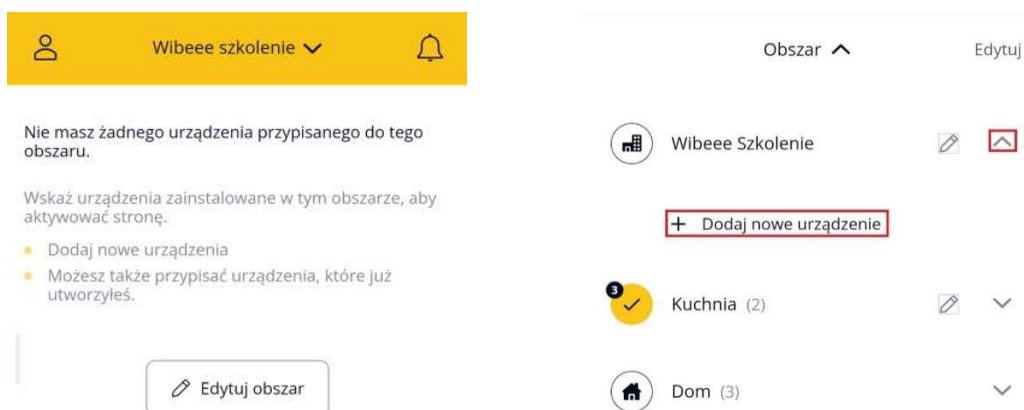 Wibeee szkolenie
Nie masz żadnego urządzenia przypisanego do tego
obszaru.
Wskaż urządzenia zainstalowane w tym obszarze, aby
aktywować stronę.
Dodaj nowe urządzenia
Możesz także przypisać urządzenia, które już
utworzyłeś.
Edytuj obszar
Obszar
Edytuj
Wibeee Szkolenie
+ Dodaj nowe urządzenie
3
Kuchnia (2)
Dom (3)